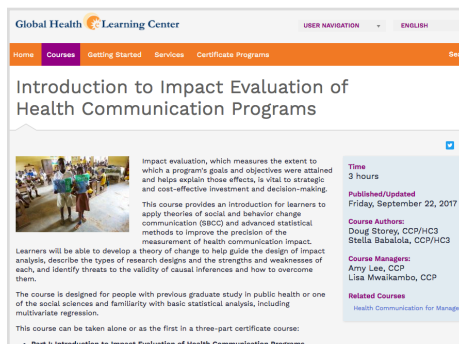 Global Health eLearning Center
USER NAVIGATION
ENGLISH
Home Courses Getting Started Services Certificate Programs
Introduction to Impact Evaluation of
Health Communication Programs
Impact evaluation, which measures the extent to
which a program's goals and objectives were attained
and helps explain those effects, is vital to strategic
and cost-effective investment and decision-making.
This course provides an introduction for learners to
apply theories of social and behavior change
communication (SBCC) and advanced statistical
methods to improve the precision of the
measurement of health communication impact.
Learners will be able to develop a theory of change to help guide the design of impact
analysis, describe the types of research designs and the strengths and weaknesses of
each, and identify threats to the validity of causal inferences and how to overcome
them.
The course is designed for people with previous graduate study in public health or one
of the social sciences and familiarity with basic statistical analysis, including
multivariate regression.
This course can be taken alone or as the first in a three-part certificate course:
Part I: Introduction to Impact Evaluation of Health Communication Programs
Time
3 hours
Published/Updated
Friday, September 22, 2017
Course Authors:
Doug Storey, CCP/HC3
Stella Babalola, CCP/HC3
Course Managers:
Amy Lee, CCP
Lisa Mwaikambo, CCP
Related Courses
Health Communication for